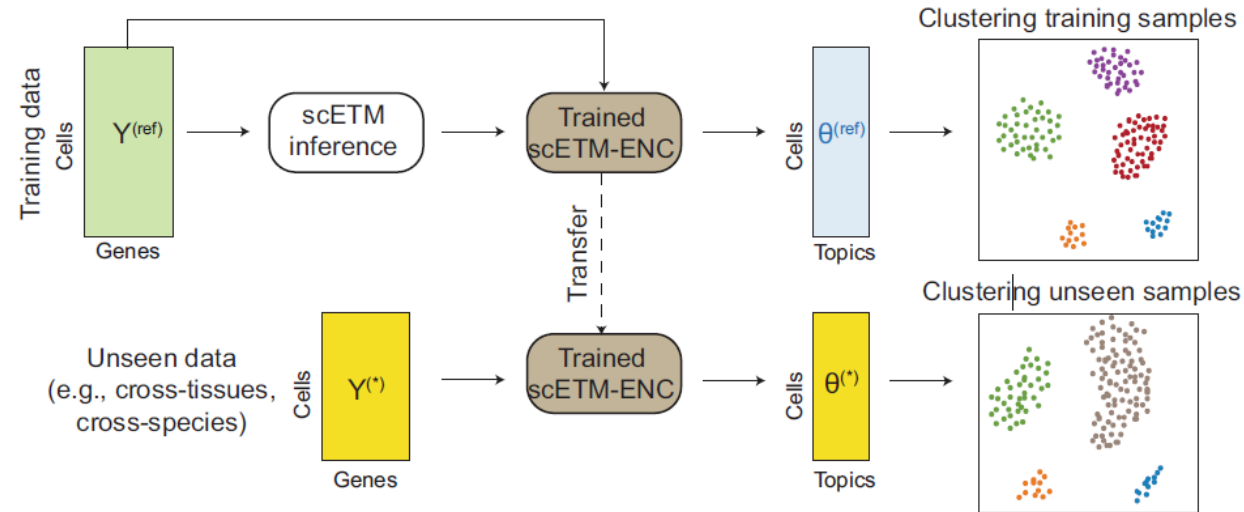 Clustering training samples
Training data
Cells
Y(ref)
Genes
scETM
inference
Trained
scETM-ENC
Cells
θ(ref)
Topics
Transfer
Clustering unseen samples
Unseen data
(e.g., cross-tissues,
cross-species)
Cells
Y(*)
Genes
Trained
scETM-ENC
Cells
θ(*)
Topics